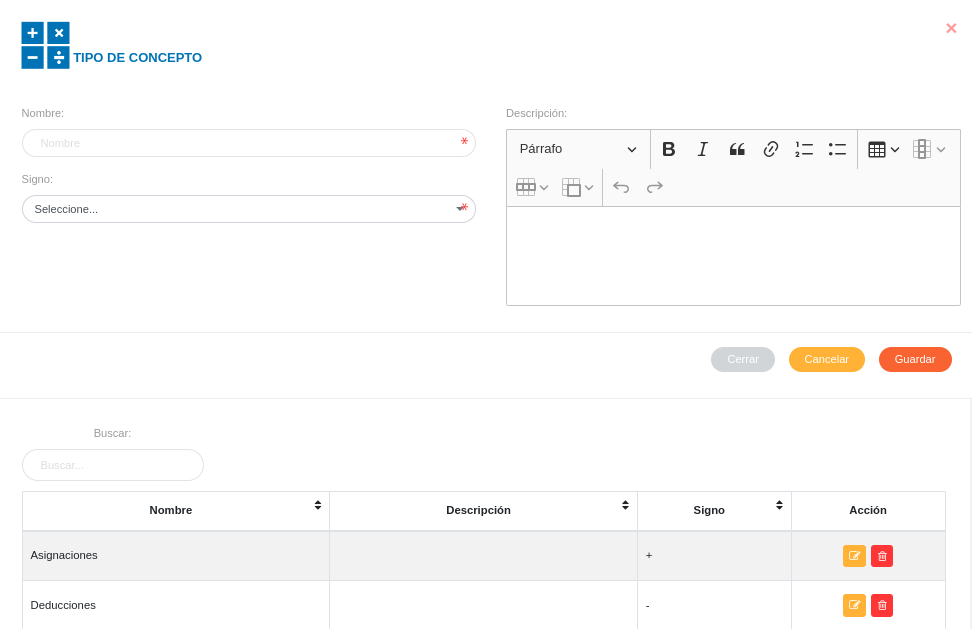 TIPO DE CONCEPTO
Nombre:
Nombre
*
Signo:
Seleccione...
*
Descripción:
Párrafo
Cerrar
Cancelar
Guardar
Buscar:
Buscar...
Nombre Descripción Signo Acción
Asignaciones +
Deducciones -